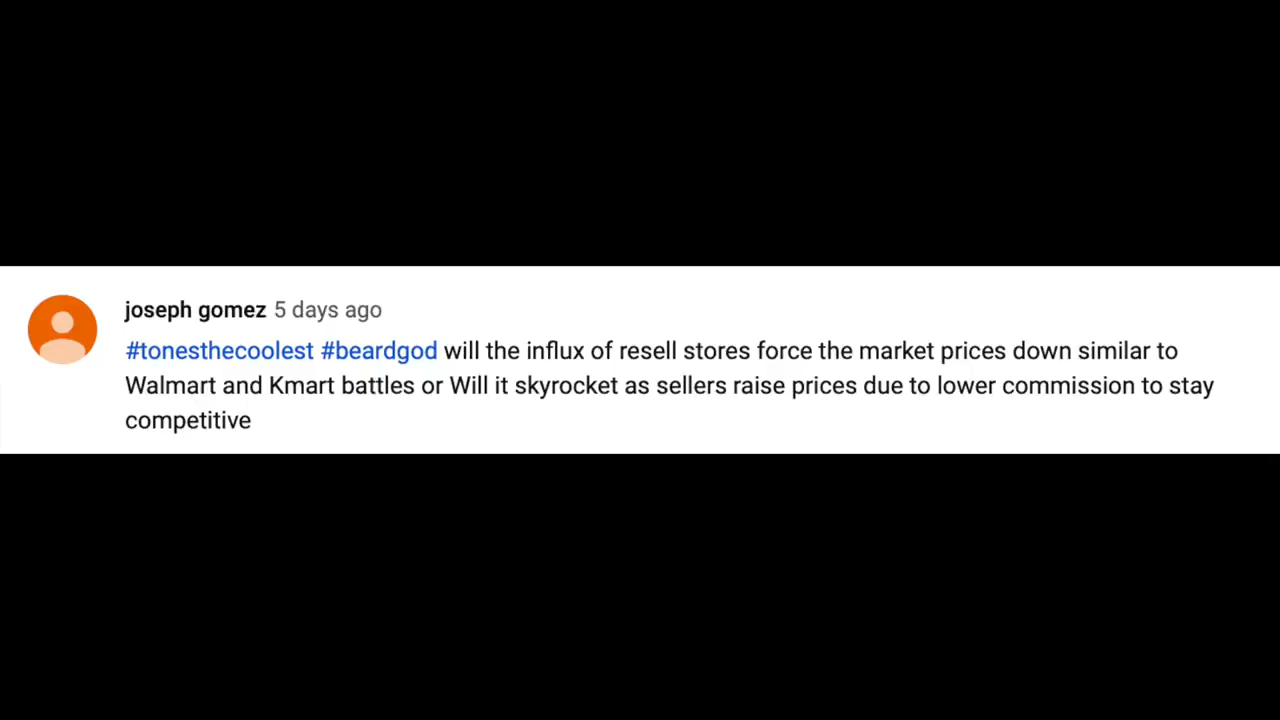 joseph gomez 5 days ago
#tonesthecoolest #beardgod will the influx of resell stores force the market prices down similar to
Walmart and Kmart battles or Will it skyrocket as sellers raise prices due to lower commission to stay
competitive